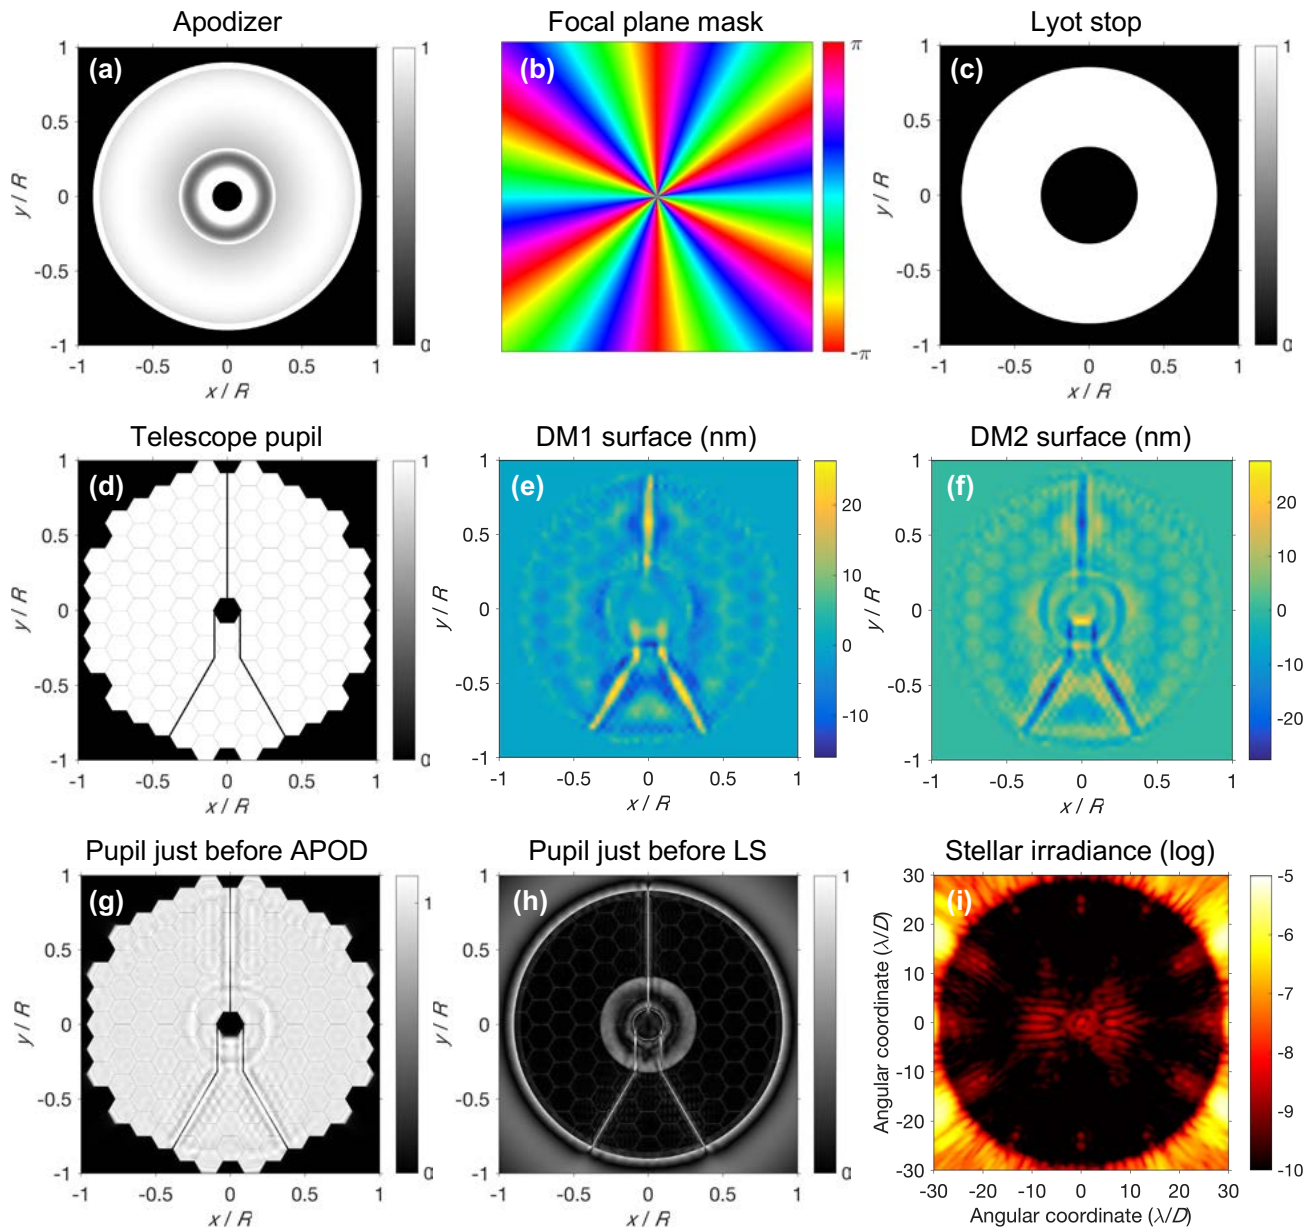 Apodizer
Focal plane mask
Lyot stop
(a)
(b)
(c)
1
0.5
0
-0.5
-1
y / R
-1 -0.5 0 0.5 1
x / R
1
0
π
-π
1
0.5
0
-0.5
-1
y / R
-1 -0.5 0 0.5 1
x / R
1
0
Telescope pupil
DM1 surface (nm)
DM2 surface (nm)
(d)
(e)
(f)
1
0.5
0
-0.5
-1
y / R
-1 -0.5 0 0.5 1
x / R
1
0
1
0.5
0
-0.5
-1
y / R
-1 -0.5 0 0.5 1
x / R
20
10
0
-10
1
0.5
0
-0.5
-1
y / R
-1 -0.5 0 0.5 1
x / R
20
10
0
-10
-20
Pupil just before APOD
Pupil just before LS
Stellar irradiance (log)
(g)
(h)
(i)
1
0.5
0
-0.5
-1
y / R
-1 -0.5 0 0.5 1
x / R
1
0
1
0.5
0
-0.5
-1
y / R
-1 -0.5 0 0.5 1
x / R
1
0
30
20
10
0
-10
-20
-30
Angular coordinate (λ/D)
-30 -20 -10 0 10 20 30
Angular coordinate (λ/D)
-5
-6
-7
-8
-9
-10